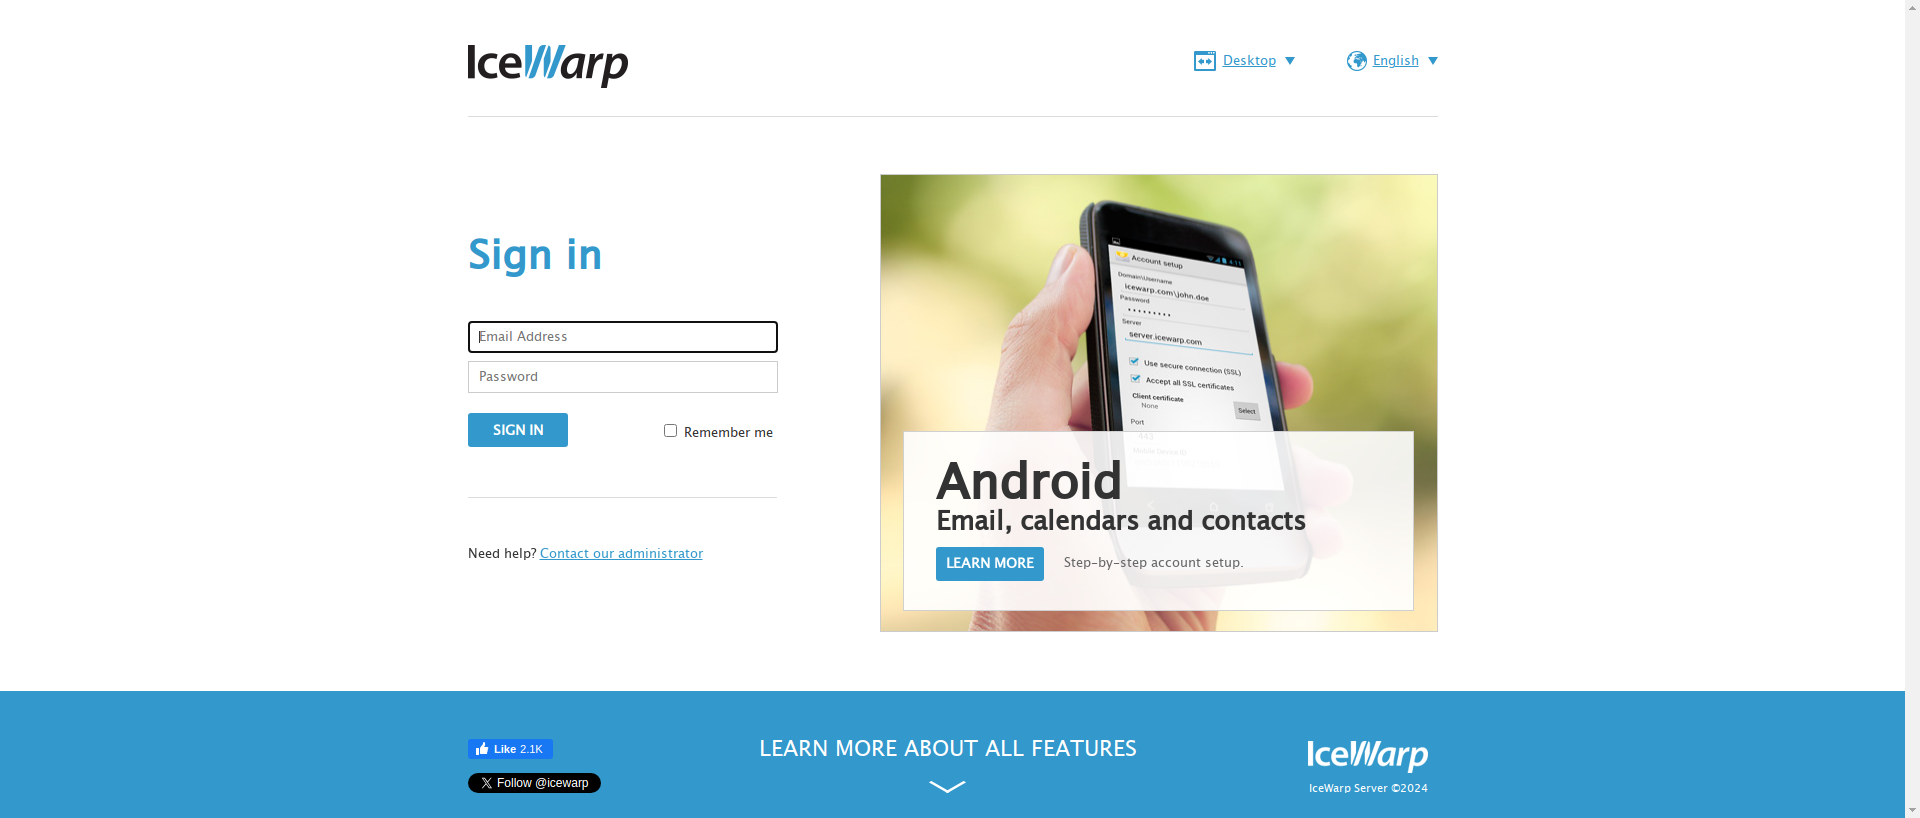 IceWarp
Desktop
English
Sign in
Email Address
Password
SIGN IN
Remember me
Need help? Contact our administrator
Account setup
Domain\Username
icewarp.com\john.doe
Password
Server
server.icewarp.com
Use secure connection (SSL)
Accept all SSL certificates
Client certificate
None
Select
Port
443
Mobile Device ID
Android
Email, calendars and contacts
LEARN MORE
Step-by-step account setup.
Like 2.1K
Follow @icewarp
LEARN MORE ABOUT ALL FEATURES
IceWarp
IceWarp Server ©2024